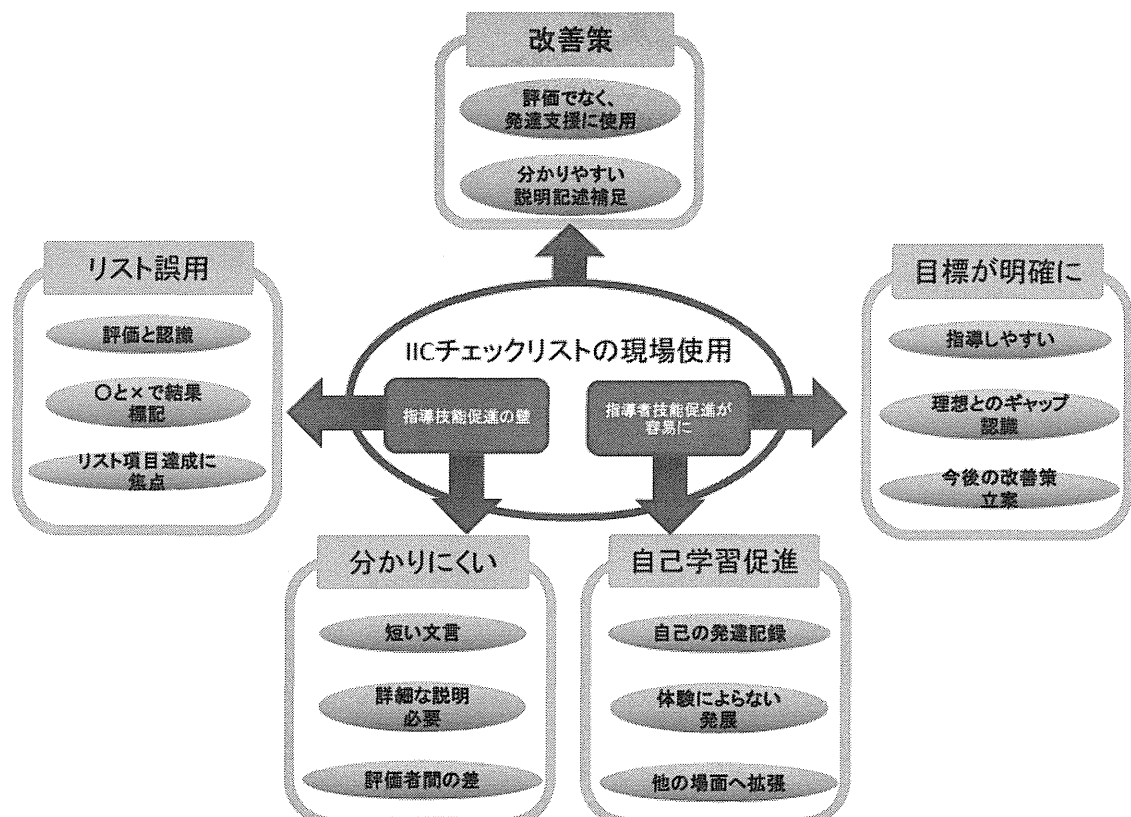 改善策
評価でなく、
発達支援に使用
分かりやすい
説明記述補足
リスト誤用
評価と認識
〇と×で結果
標記
リスト項目達成に
焦点
IICチェックリストの現場使用
指導技能促進の壁
指導者技能促進が
容易に
目標が明確に
指導しやすい
理想とのギャップ
認識
今後の改善策
立案
分かりにくい
短い文言
詳細な説明
必要
評価者間の差
自己学習促進
自己の発達記録
体験によらない
発展
他の場面へ拡張